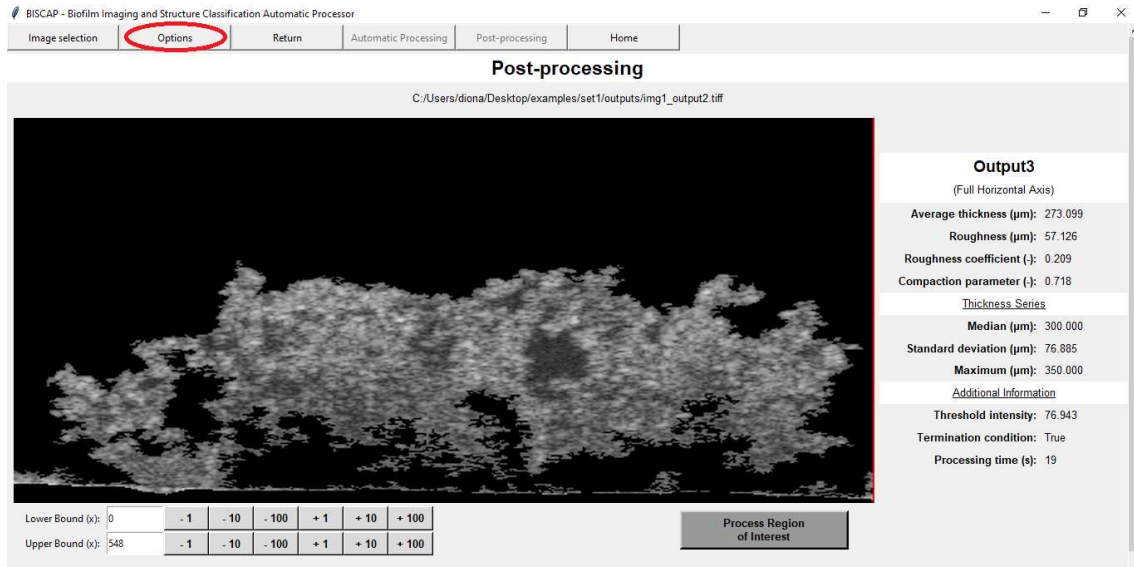 BISCAP - Biofilm Imaging and Structure Classification Automatic Processor
Image selection Options Return Automatic Processing Post-processing Home
Post-processing
C:/Users/diona/Desktop/examples/set1/outputs/img1_output2.tiff
Output3
(Full Horizontal Axis)
Average thickness (µm): 273.099
Roughness (µm): 57.126
Roughness coefficient (-): 0.209
Compaction parameter (-): 0.718
Thickness Series
Median (µm): 300.000
Standard deviation (µm): 76.885
Maximum (µm): 350.000
Additional Information
Threshold intensity: 76.943
Termination condition: True
Processing time (s): 19
Lower Bound (x): 0 - 1 - 10 - 100 + 1 + 10 + 100
Upper Bound (x): 548 - 1 - 10 - 100 + 1 + 10 + 100
Process Region
of Interest